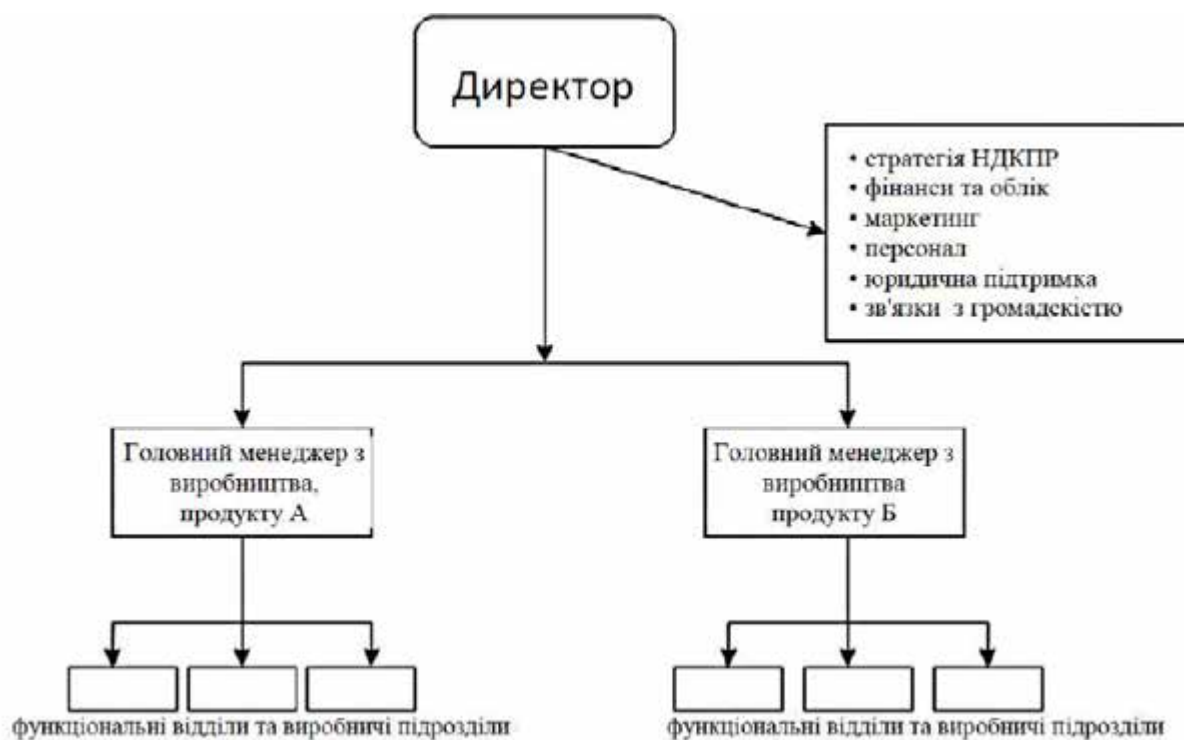 Директор
• стратегія НДКПР
• фінанси та облік
• маркетинг
• персонал
• юридична підтримка
• зв'язки з громадскістю
Головний менеджер з
виробництва,
продукту А
Головний менеджер з
виробництва
продукту Б
функціональні відділи та виробничі підрозділи
функціональні відділи та виробничі підрозділи